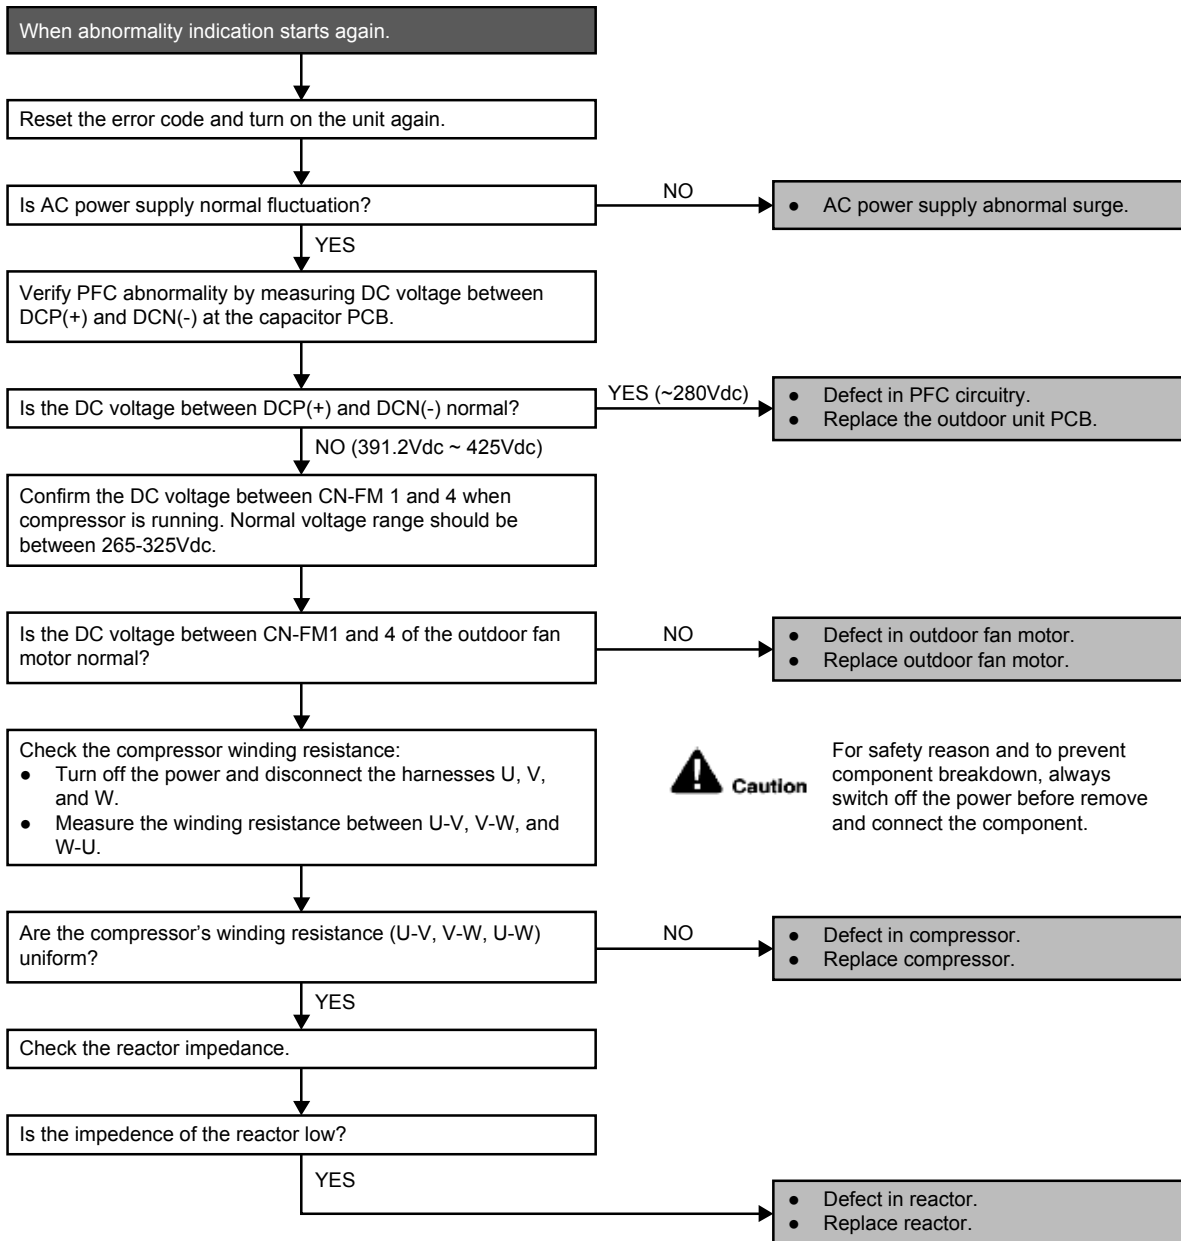 When abnormality indication starts again.
Reset the error code and turn on the unit again.
Is AC power supply normal fluctuation?
NO
● AC power supply abnormal surge.
YES
Verify PFC abnormality by measuring DC voltage between
DCP(+) and DCN(-) at the capacitor PCB.
Is the DC voltage between DCP(+) and DCN(-) normal?
YES (~280Vdc)
● Defect in PFC circuitry.
● Replace the outdoor unit PCB.
NO (391.2Vdc ~ 425Vdc)
Confirm the DC voltage between CN-FM 1 and 4 when
compressor is running. Normal voltage range should be
between 265-325Vdc.
Is the DC voltage between CN-FM1 and 4 of the outdoor fan
motor normal?
NO
● Defect in outdoor fan motor.
● Replace outdoor fan motor.
Check the compressor winding resistance:
● Turn off the power and disconnect the harnesses U, V,
and W.
● Measure the winding resistance between U-V, V-W, and
W-U.
Caution
For safety reason and to prevent
component breakdown, always
switch off the power before remove
and connect the component.
Are the compressor’s winding resistance (U-V, V-W, U-W)
uniform?
NO
● Defect in compressor.
● Replace compressor.
YES
Check the reactor impedance.
Is the impedence of the reactor low?
YES
● Defect in reactor.
● Replace reactor.